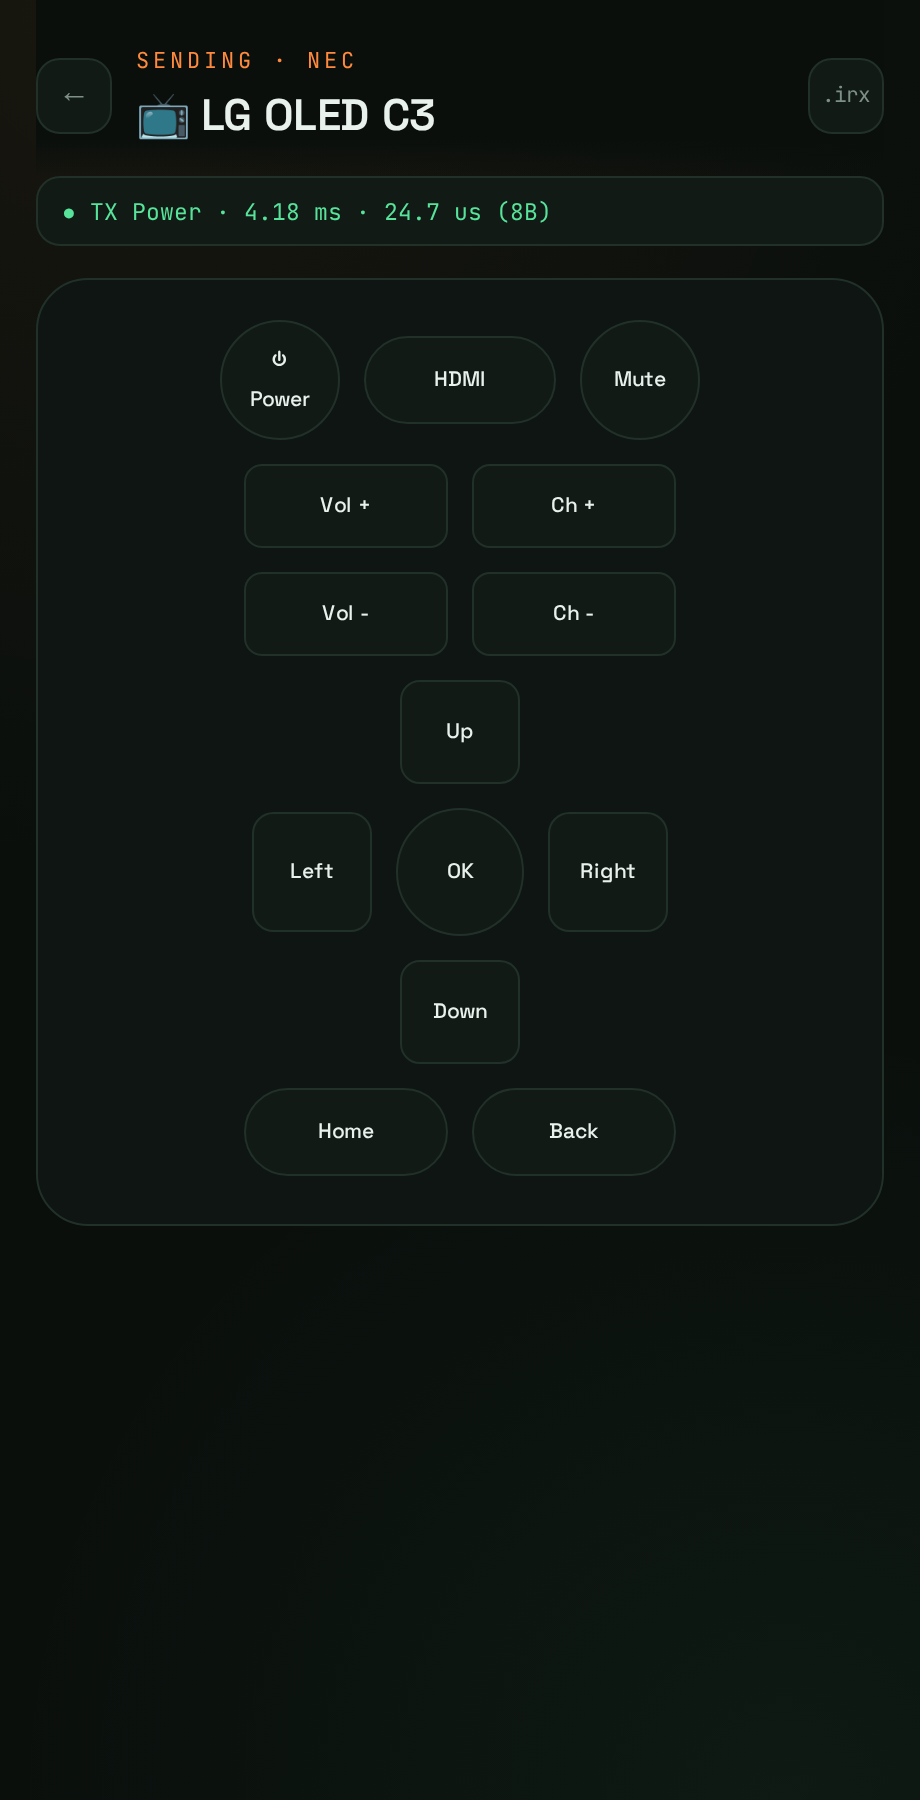 SENDING · NEC
← LG OLED C3 .irx
● TX Power · 4.18 ms · 24.7 us (8B)
Power HDMI Mute
Vol + Ch +
Vol - Ch -
Up
Left OK Right
Down
Home Back